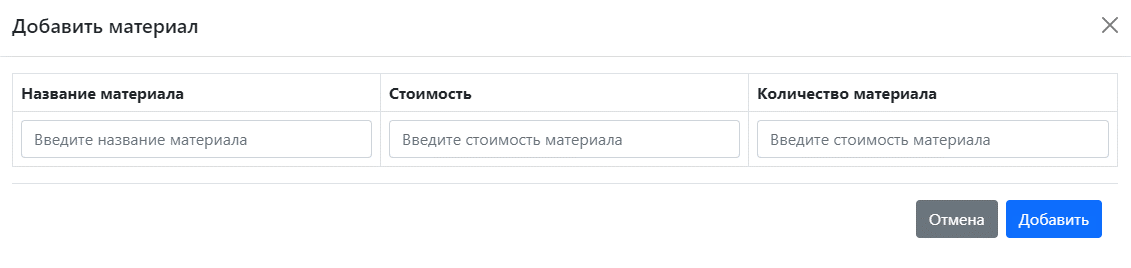 Добавить материал
Название материала Стоимость Количество материала
Введите название материала Введите стоимость материала Введите стоимость материала
Отмена Добавить